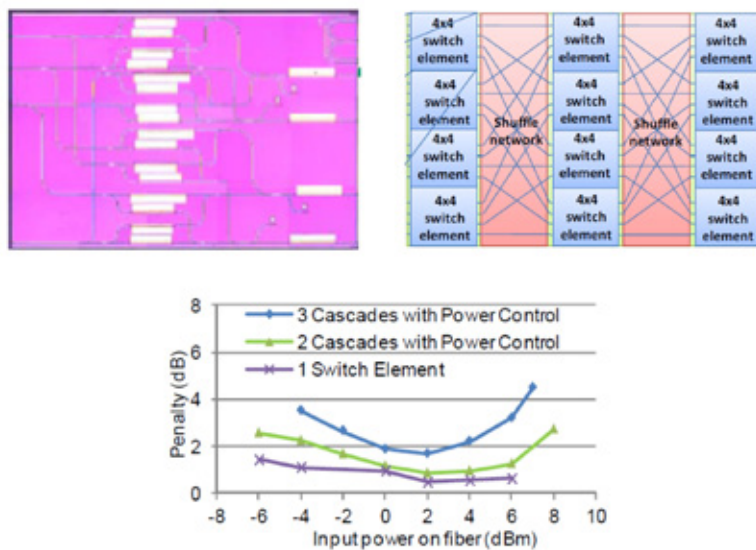 4x4
switch
element
4x4
switch
element
4x4
switch
element
4x4
switch
element
Shuffle
network
4x4
switch
element
4x4
switch
element
4x4
switch
element
4x4
switch
element
Shuffle
network
4x4
switch
element
4x4
switch
element
4x4
switch
element
4x4
switch
element
8
6
4
2
0
Penalty (dB)
3 Cascades with Power Control
2 Cascades with Power Control
1 Switch Element
-8 -6 -4 -2 0 2 4 6 8 10
Input power on fiber (dBm)